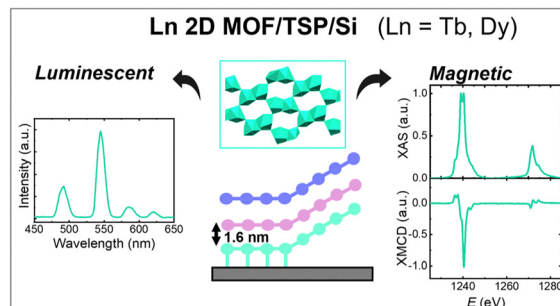 Ln 2D MOF/TSP/Si (Ln = Tb, Dy)
Luminescent
Magnetic
Intensity (a.u.)
450 500 550 600 650
Wavelength (nm)
1.6 nm
XAS (a.u.)
1.0
0.5
0.0
XMCD (a.u.)
0.0
-0.5
-1.0
1240 1260 1280
E (eV)